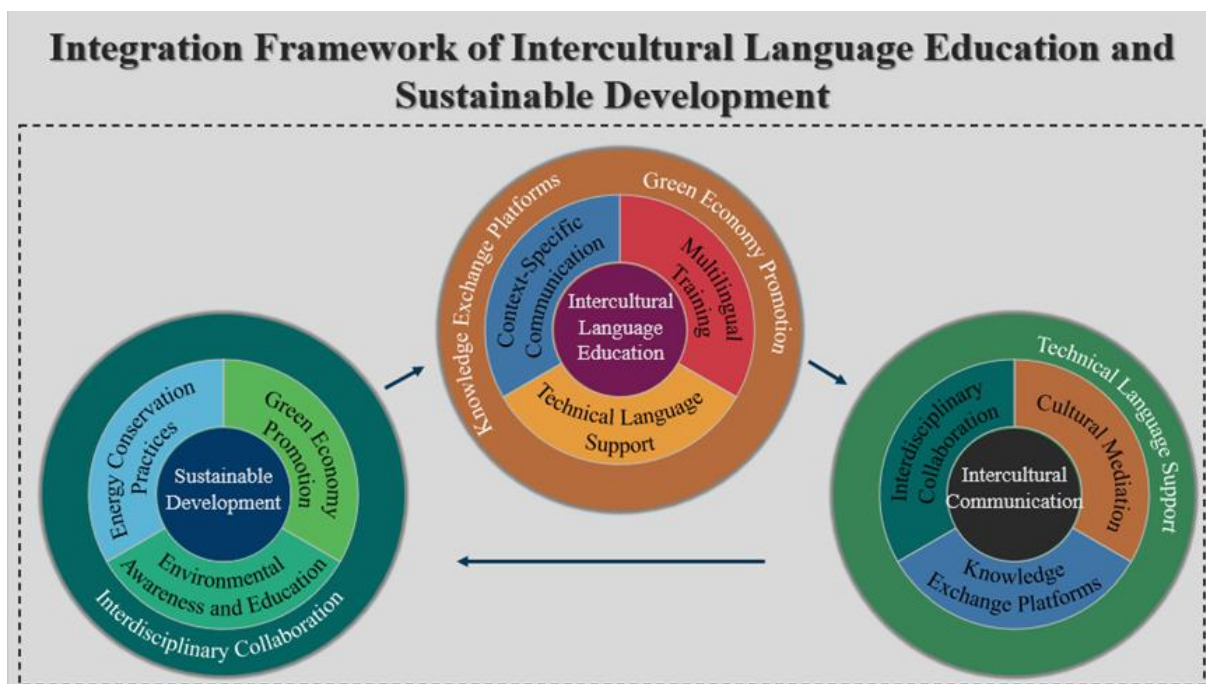 Integration Framework of Intercultural Language Education and
Sustainable Development
Knowledge Exchange Platforms
Green Economy Promotion
Context-Specific
Communication
Multilingual
Training
Technical Language
Support
Intercultural
Language
Education
Energy Conservation
Practices
Green Economy
Promotion
Environmental
Awareness and Education
Sustainable
Development
Interdisciplinary Collaboration
Technical Language Support
Interdisciplinary
Collaboration
Cultural Mediation
Knowledge
Exchange Platforms
Intercultural
Communication